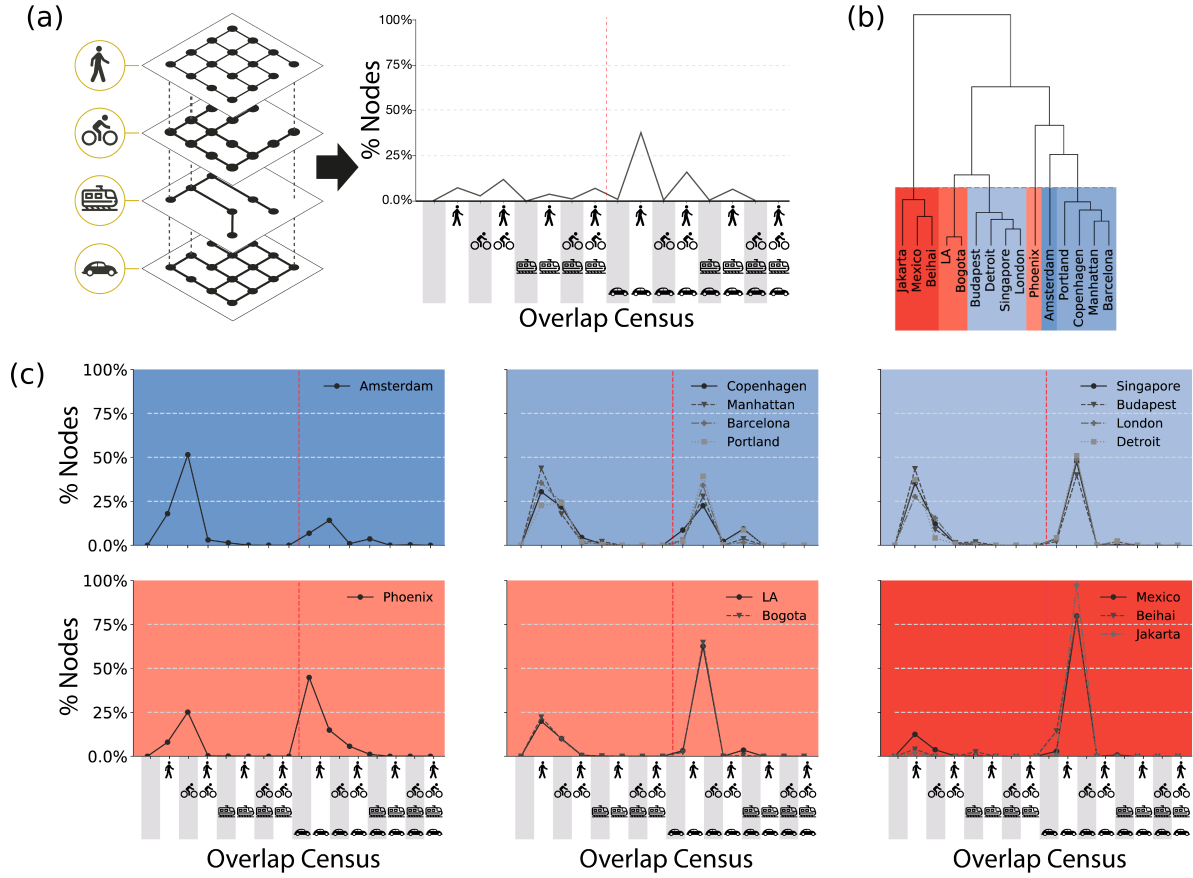 (a)
100%
75%
50%
25%
0.0%
% Nodes
Overlap Census
(b)
Jakarta
Mexico
Beihai
LA
Bogota
Budapest
Detroit
Singapore
London
Phoenix
Amsterdam
Portland
Copenhagen
Manhattan
Barcelona
(c)
100%
75%
50%
25%
0.0%
% Nodes
Amsterdam
Copenhagen
Manhattan
Barcelona
Portland
Singapore
Budapest
London
Detroit
100%
75%
50%
25%
0.0%
% Nodes
Phoenix
LA
Bogota
Mexico
Beihai
Jakarta
Overlap Census
Overlap Census
Overlap Census